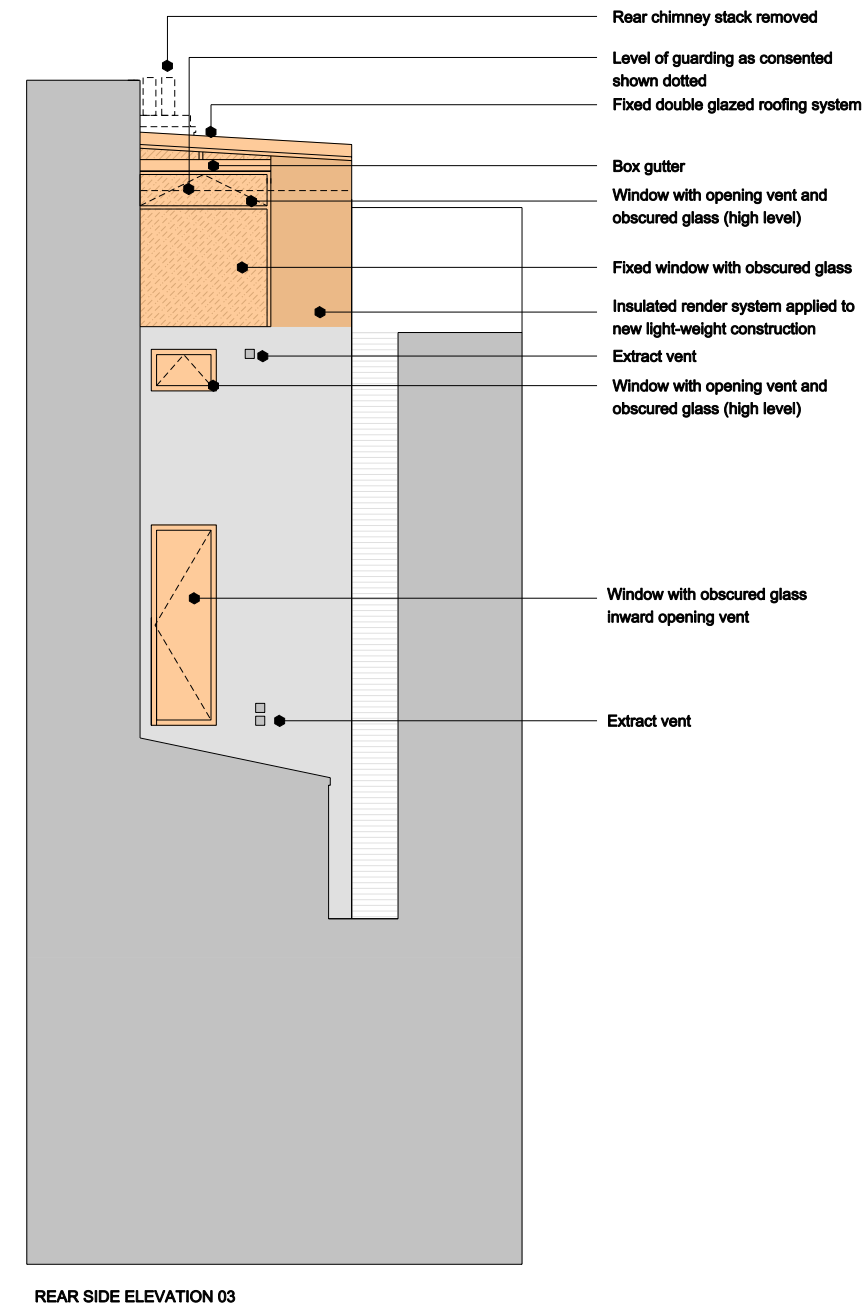 Rear chimney stack removed
Level of guarding as consented
shown dotted
Fixed double glazed roofing system
Box gutter
Window with opening vent and
obscured glass (high level)
Fixed window with obscured glass
Insulated render system applied to
new light-weight construction
Extract vent
Window with opening vent and
obscured glass (high level)
Window with obscured glass
inward opening vent
Extract vent
REAR SIDE ELEVATION 03